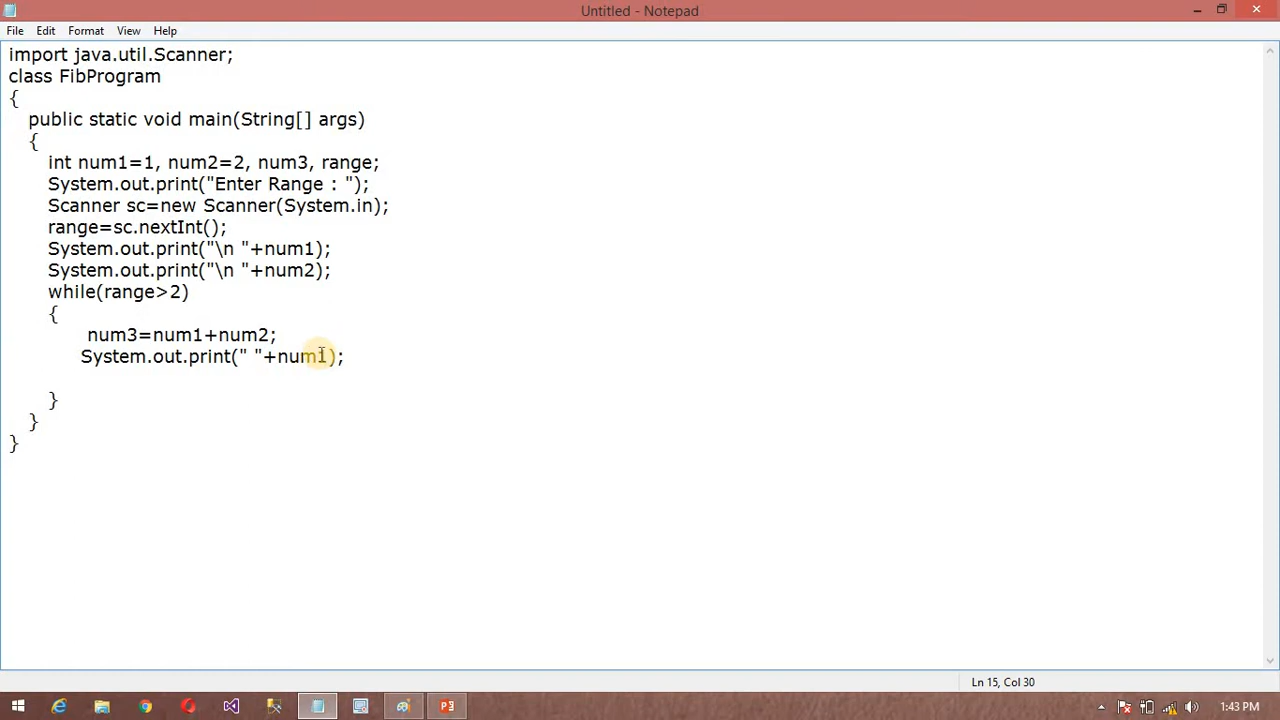 Untitled - Notepad
File Edit Format View Help
import java.util.Scanner;
class FibProgram
{
public static void main(String[] args)
{
int num1=1, num2=2, num3, range;
System.out.print("Enter Range : ");
Scanner sc=new Scanner(System.in);
range=sc.nextInt();
System.out.print("\n "+num1);
System.out.print("\n "+num2);
while(range>2)
{
num3=num1+num2;
System.out.print(" "+num1);
}
}
}
Ln 15, Col 30
1:43 PM